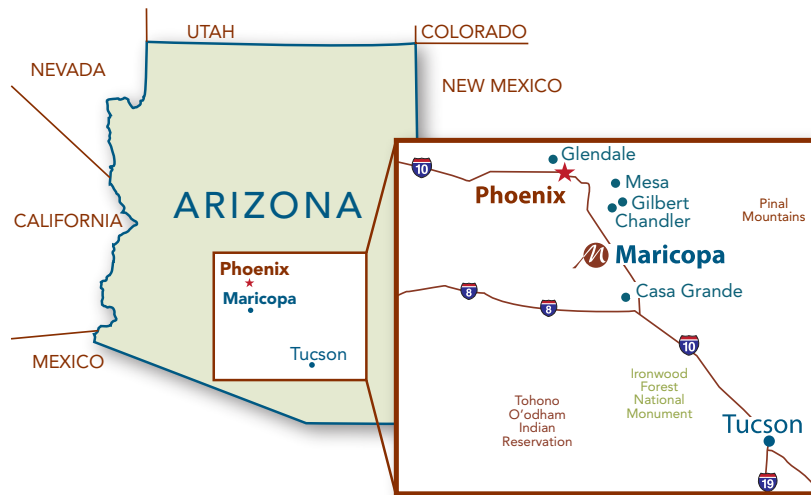 UTAH
COLORADO
NEVADA
NEW MEXICO
CALIFORNIA
ARIZONA
MEXICO
Phoenix
Maricopa
Tucson
10
Glendale
Phoenix
Mesa
Gilbert
Chandler
Pinal
Mountains
Maricopa
8
8
Casa Grande
10
Ironwood
Forest
National
Monument
Tohono
O'odham
Indian
Reservation
Tucson
19